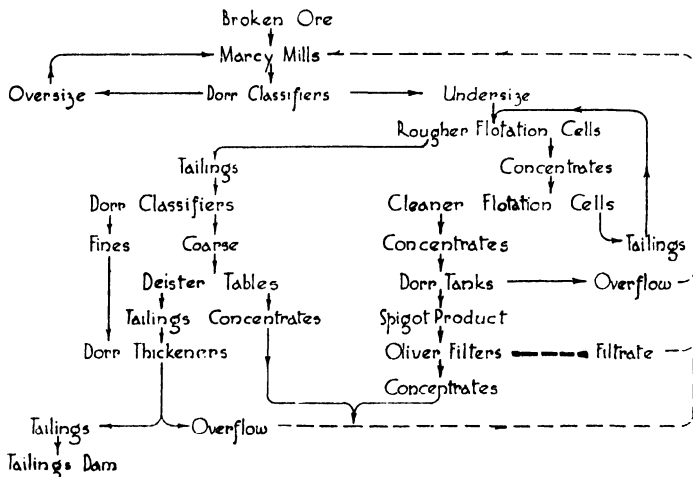 Broken Ore
Marcy Mills
Oversize Dorr Classifiers Undersize
Rougher Flotation Cells
Tailings Concentrates
Dorr Classifiers Cleaner Flotation Cells
Fines Coarse Concentrates Tailings
Deister Tables Dorr Tanks Overflow
Tailings Concentrates Spigot Product
Dorr Thickeners Oliver Filters Filtrate
Concentrates
Tailings Overflow
Tailings Dam